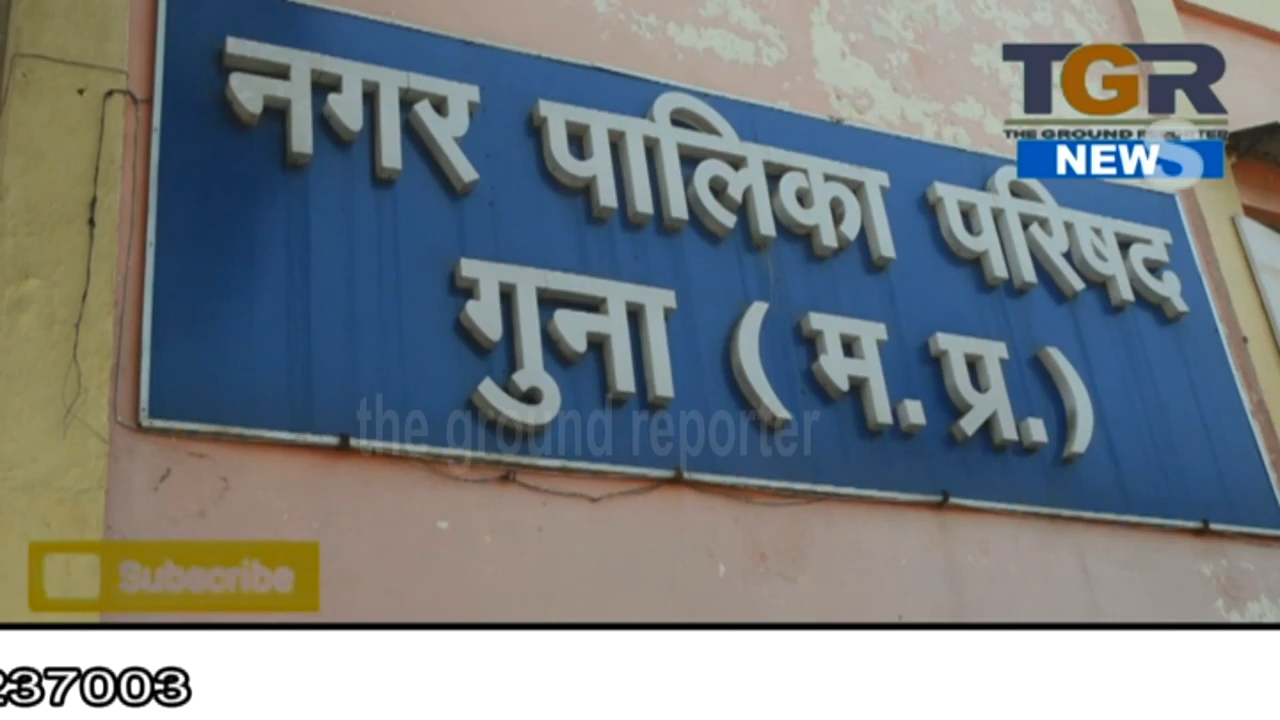 नगर पालिका परिषद
गुना (म.प्र.)
TGR
THE GROUND REPORTER
NEWS
the ground reporter
Subscribe
237003